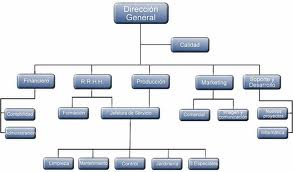 Dirección
General
Calidad
Financiero
R.R.H.H.
Producción
Marketing
Soporte y
Desarrollo
Contabilidad
Administración
Formación
Jefatura de Servicio
Comercial
Imagen y
comunicación
Nuevos
proyectos
Informática
Limpieza
Mantenimiento
Control
Jardinería
Especiales